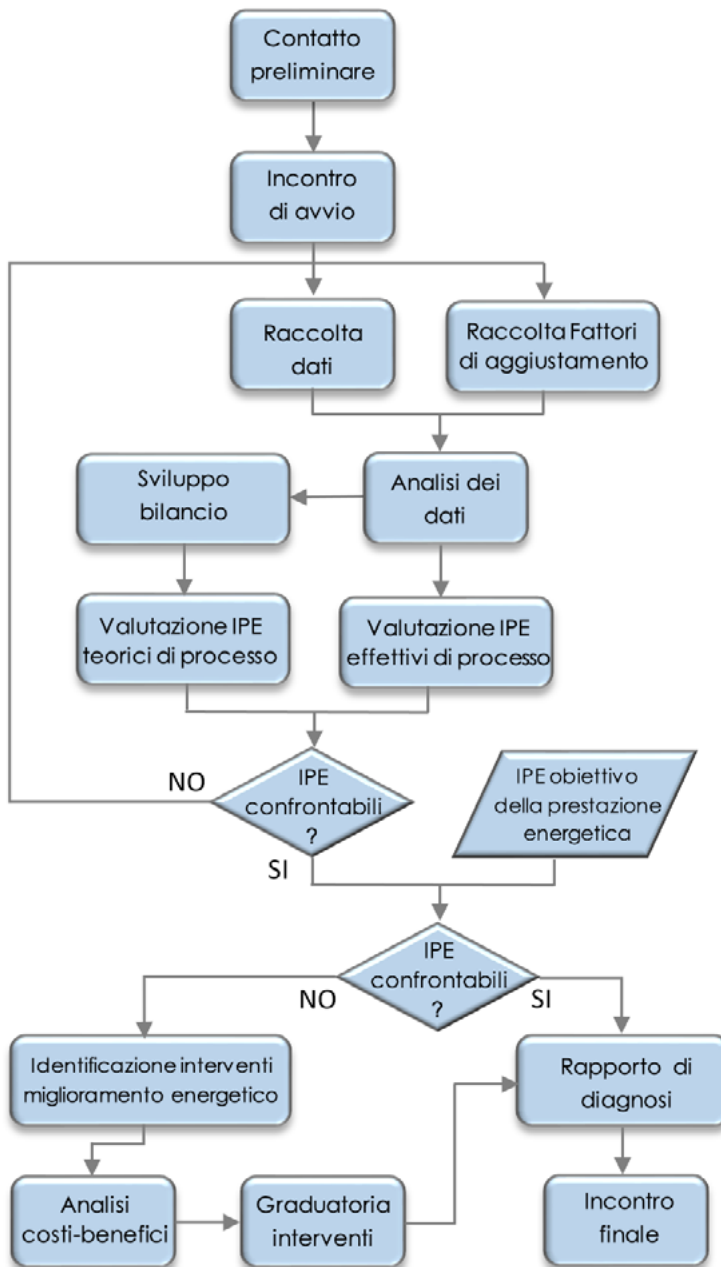 Contatto
preliminare
Incontro
di avvio
Raccolta
dati
Raccolta Fattori
di aggiustamento
Sviluppo
bilancio
Analisi dei
dati
Valutazione IPE
teorici di processo
Valutazione IPE
effettivi di processo
NO
IPE
confrontabili
?
SI
IPE obiettivo
della prestazione
energetica
IPE
confrontabili
?
NO
SI
Identificazione interventi
miglioramento energetico
Rapporto di
diagnosi
Analisi
costi-benefici
Graduatoria
interventi
Incontro
finale